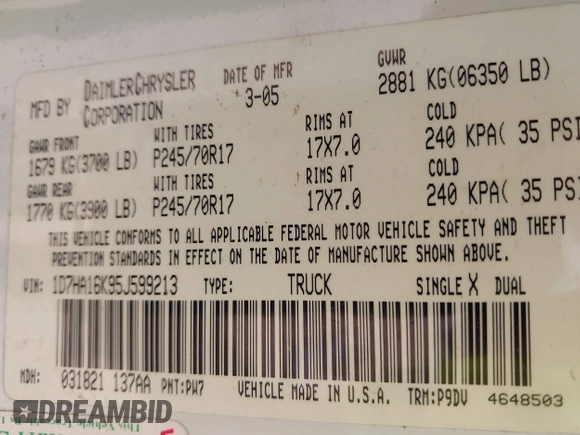 MFD BY DAIMLERCHRYSLER CORPORATION DATE OF MFR 3-05 GVWR 2881 KG(06350 LB)
GAWR FRONT WITH TIRES RIMS AT COLD
1679 KG(3700 LB) P245/70R17 17X7.0 240 KPA( 35 PSI
GAWR REAR WITH TIRES RIMS AT COLD
1770 KG(3900 LB) P245/70R17 17X7.0 240 KPA( 35 PSI
THIS VEHICLE CONFORMS TO ALL APPLICABLE FEDERAL MOTOR VEHICLE SAFETY AND THEFT
PREVENTION STANDARDS IN EFFECT ON THE DATE OF MANUFACTURE SHOWN ABOVE.
VIN: 1D7HA16K95J599213 TYPE: TRUCK SINGLE X DUAL
MDH: 031821 137AA PNT:PW7 VEHICLE MADE IN U.S.A. TRM:P9DV 4648503
DREAMBID